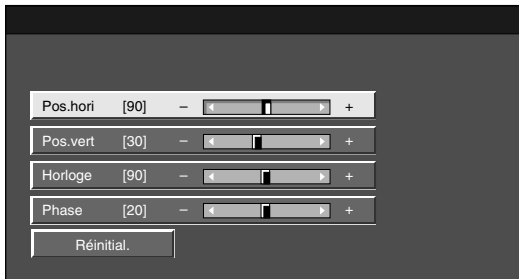 Pos.hori [90] – +
Pos.vert [30] – +
Horloge [90] – +
Phase [20] – +
Réinitial.